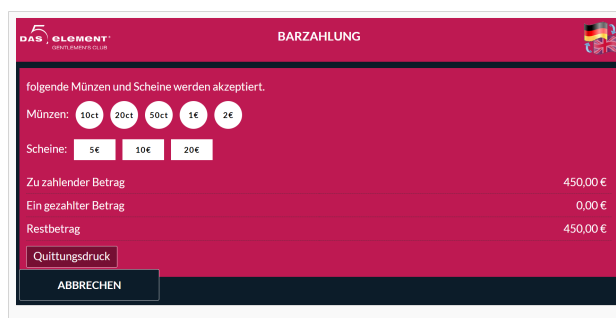 DAS 5 ELEMENT
GENTLEMEN'S CLUB
BARZAHLUNG
folgende Münzen und Scheine werden akzeptiert.
Münzen: 10ct 20ct 50ct 1€ 2€
Scheine: 5€ 10€ 20€
Zu zahlender Betrag 450,00 €
Ein gezahlter Betrag 0,00 €
Restbetrag 450,00 €
Quittungsdruck
ABBRECHEN